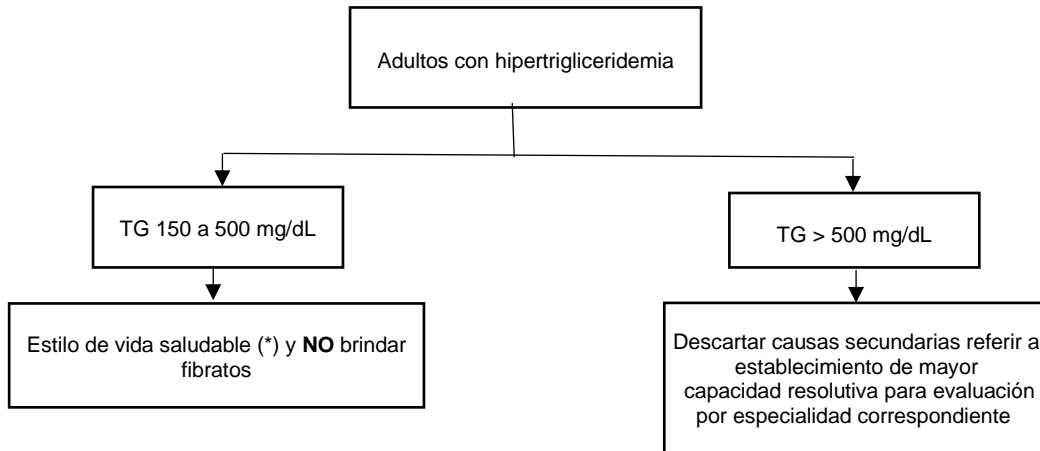 Adultos con hipertrigliceridemia
TG 150 a 500 mg/dL
TG > 500 mg/dL
Estilo de vida saludable (*) y NO brindar
fibratos
Descartar causas secundarias referir a
establecimiento de mayor
capacidad resolutiva para evaluación
por especialidad correspondiente